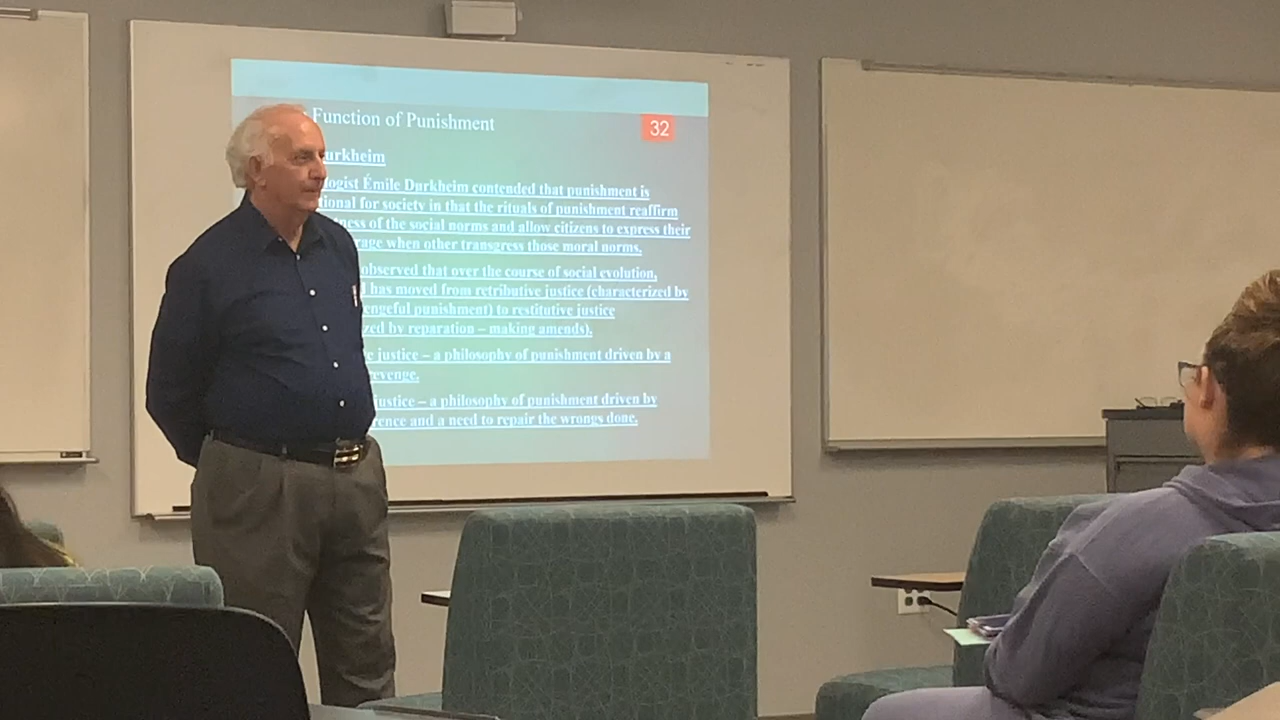 Function of Punishment
32
urkheim
logist Émile Durkheim contended that punishment is
tional for society in that the rituals of punishment reaffirm
tness of the social norms and allow citizens to express their
rage when other transgress those moral norms.
observed that over the course of social evolution,
l has moved from retributive justice (characterized by
engeful punishment) to restitutive justice
zed by reparation – making amends).
e justice – a philosophy of punishment driven by a
revenge.
justice – a philosophy of punishment driven by
rence and a need to repair the wrongs done.